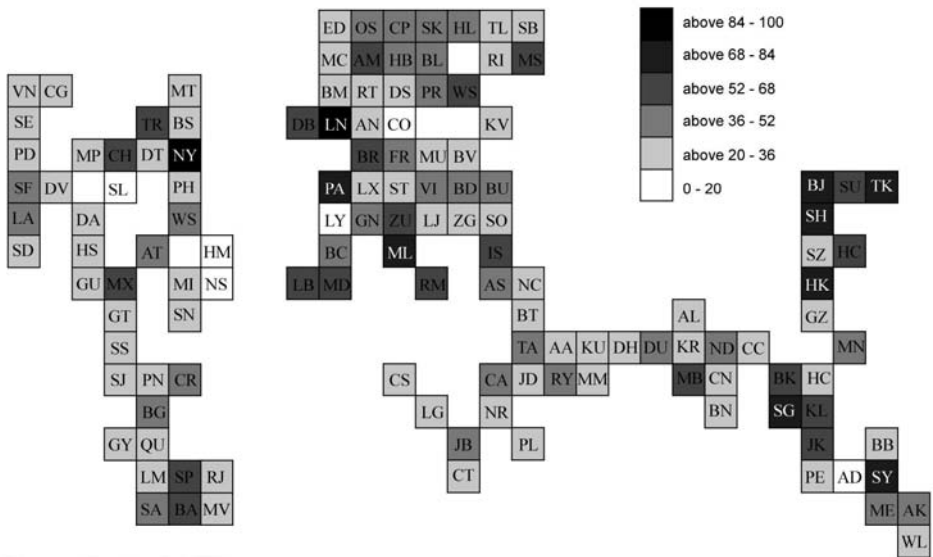 ED OS CP SK HL TL SB above 84 - 100
MC AM HB BL RI MS above 68 - 84
VN CG MT BM RT DS PR WS above 52 - 68
SE TR BS DB LN AN CO KV above 36 - 52
PD MP CH DT NY BR FR MU BV above 20 - 36
SF DV SL PH PA LX ST VI BD BU 0 - 20 BJ SU TK
LA DA WS LY GN ZU LJ ZG SO SH
SD HS AT HM BC ML IS SZ HC
GU MX MI NS LB MD RM AS NC HK
GT SN BT AL GZ
SS TA AA KU DH DU KR ND CC MN
SJ PN CR CS CA JD RY MM MB CN BK HC
BG LG NR BN SG KL
GY QU JB PL JK BB
LM SP RJ CT PE AD SY
SA BA MV ME AK
WL